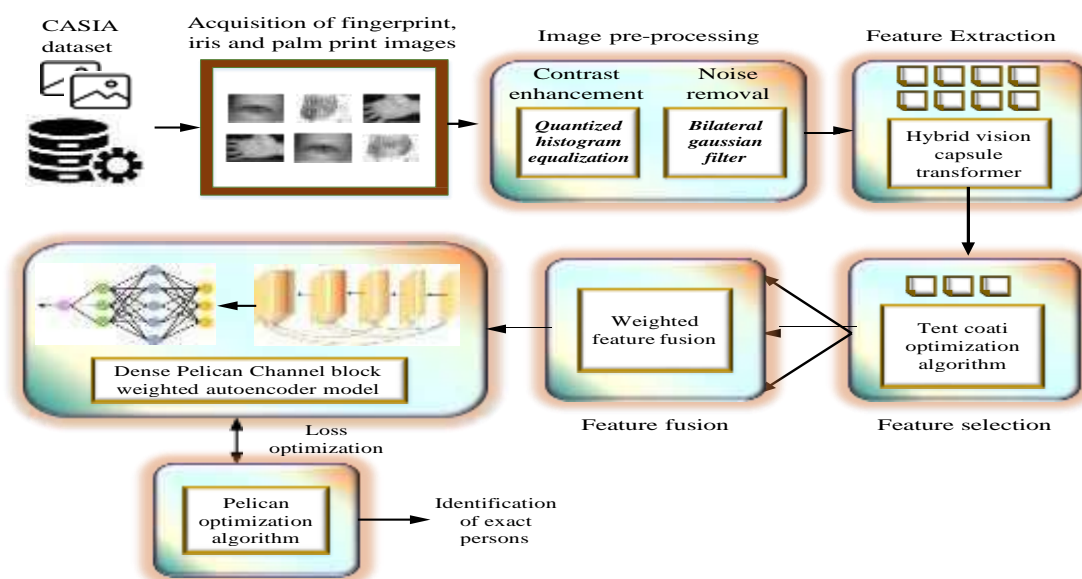 CASIA
dataset
Acquisition of fingerprint,
iris and palm print images
Image pre-processing
Contrast
enhancement
Quantized
histogram
equalization
Noise
removal
Bilateral
gaussian
filter
Feature Extraction
Hybrid vision
capsule
transformer
Tent coati
optimization
algorithm
Feature selection
Weighted
feature fusion
Feature fusion
Dense Pelican Channel block
weighted autoencoder model
Loss
optimization
Pelican
optimization
algorithm
Identification
of exact
persons